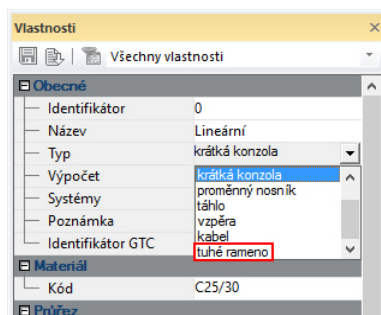 Vlastnosti
Všechny vlastnosti
Obecné
Identifikátor 0
Název Lineární
Typ krátká konzola
Výpočet krátká konzola
proměnný nosník
Systémy táhlo
vzpěra
Poznámka kabel
Identifikátor GTC tuhé rameno
Materiál
Kód C25/30
Průřez